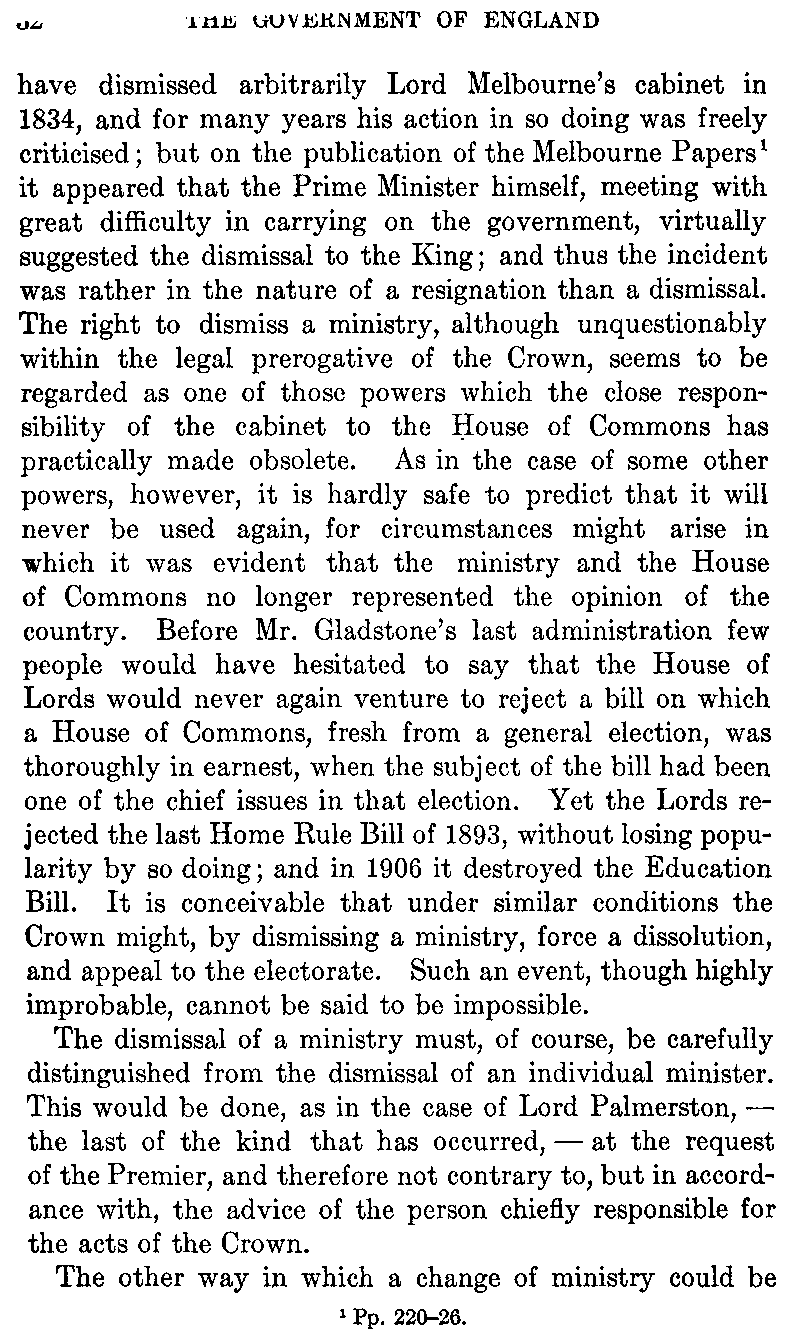 THE GOVERNMENT OF ENGLAND
have dismissed arbitrarily Lord Melbourne's cabinet in
1834, and for many years his action in so doing was freely
criticised; but on the publication of the Melbourne Papers¹
it appeared that the Prime Minister himself, meeting with
great difficulty in carrying on the government, virtually
suggested the dismissal to the King; and thus the incident
was rather in the nature of a resignation than a dismissal.
The right to dismiss a ministry, although unquestionably
within the legal prerogative of the Crown, seems to be
regarded as one of those powers which the close respon-
sibility of the cabinet to the House of Commons has
practically made obsolete. As in the case of some other
powers, however, it is hardly safe to predict that it will
never be used again, for circumstances might arise in
which it was evident that the ministry and the House
of Commons no longer represented the opinion of the
country. Before Mr. Gladstone's last administration few
people would have hesitated to say that the House of
Lords would never again venture to reject a bill on which
a House of Commons, fresh from a general election, was
thoroughly in earnest, when the subject of the bill had been
one of the chief issues in that election. Yet the Lords re-
jected the last Home Rule Bill of 1893, without losing popu-
larity by so doing; and in 1906 it destroyed the Education
Bill. It is conceivable that under similar conditions the
Crown might, by dismissing a ministry, force a dissolution,
and appeal to the electorate. Such an event, though highly
improbable, cannot be said to be impossible.
The dismissal of a ministry must, of course, be carefully
distinguished from the dismissal of an individual minister.
This would be done, as in the case of Lord Palmerston, —
the last of the kind that has occurred, — at the request
of the Premier, and therefore not contrary to, but in accord-
ance with, the advice of the person chiefly responsible for
the acts of the Crown.
The other way in which a change of ministry could be
¹ Pp. 220–26.